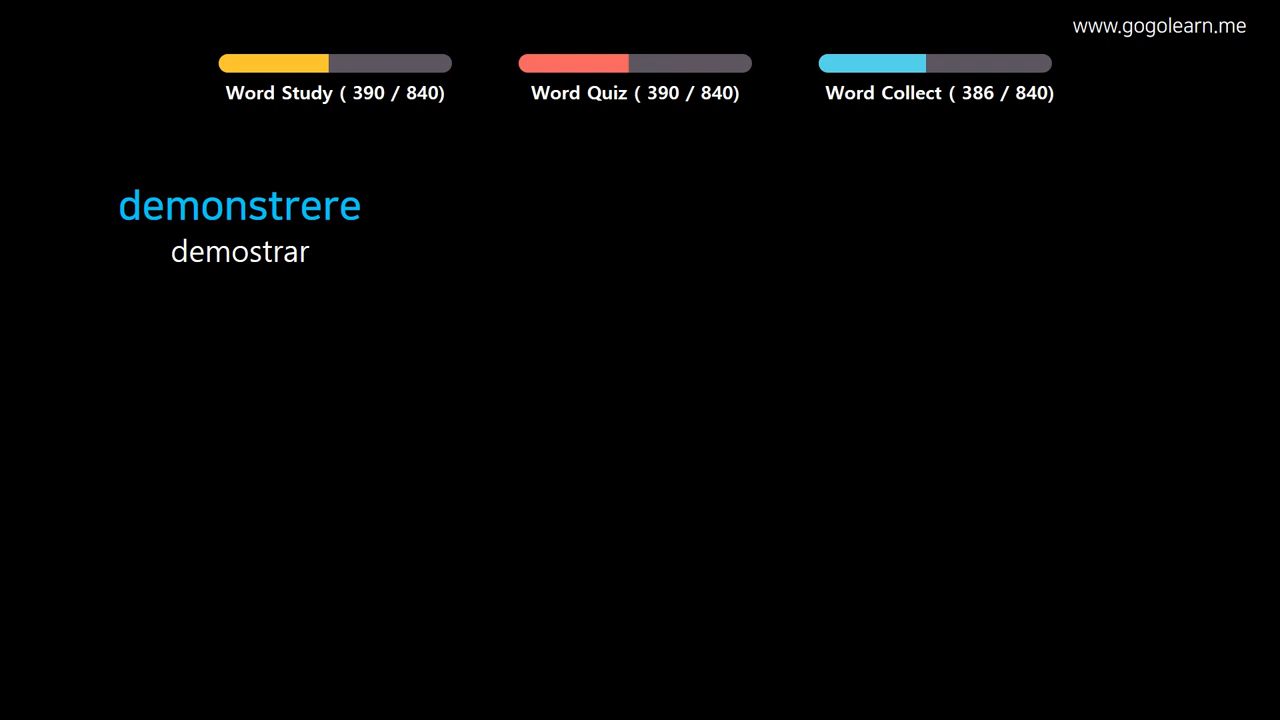 www.gogolearn.me
Word Study ( 390 / 840)
Word Quiz ( 390 / 840)
Word Collect ( 386 / 840)
demonstrere
demostrar